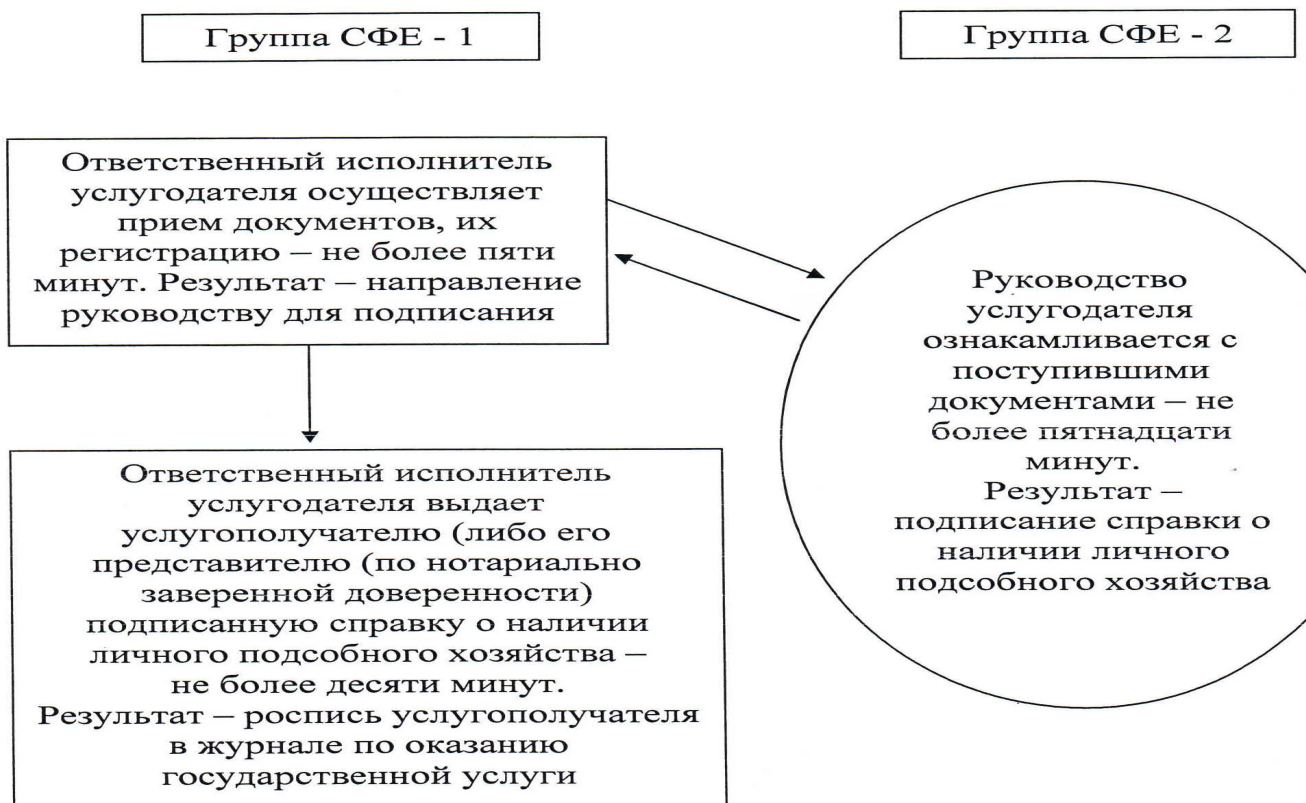 Группа СФЕ - 1
Группа СФЕ - 2
Ответственный исполнитель
услугодателя осуществляет
прием документов, их
регистрацию – не более пяти
минут. Результат – направление
руководству для подписания
Руководство
услугодателя
ознакамливается с
поступившими
документами – не
более пятнадцати
минут.
Результат –
подписание справки о
наличии личного
подсобного хозяйства
Ответственный исполнитель
услугодателя выдает
услугополучателю (либо его
представителю (по нотариально
заверенной доверенности)
подписанную справку о наличии
личного подсобного хозяйства –
не более десяти минут.
Результат – роспись услугополучателя
в журнале по оказанию
государственной услуги